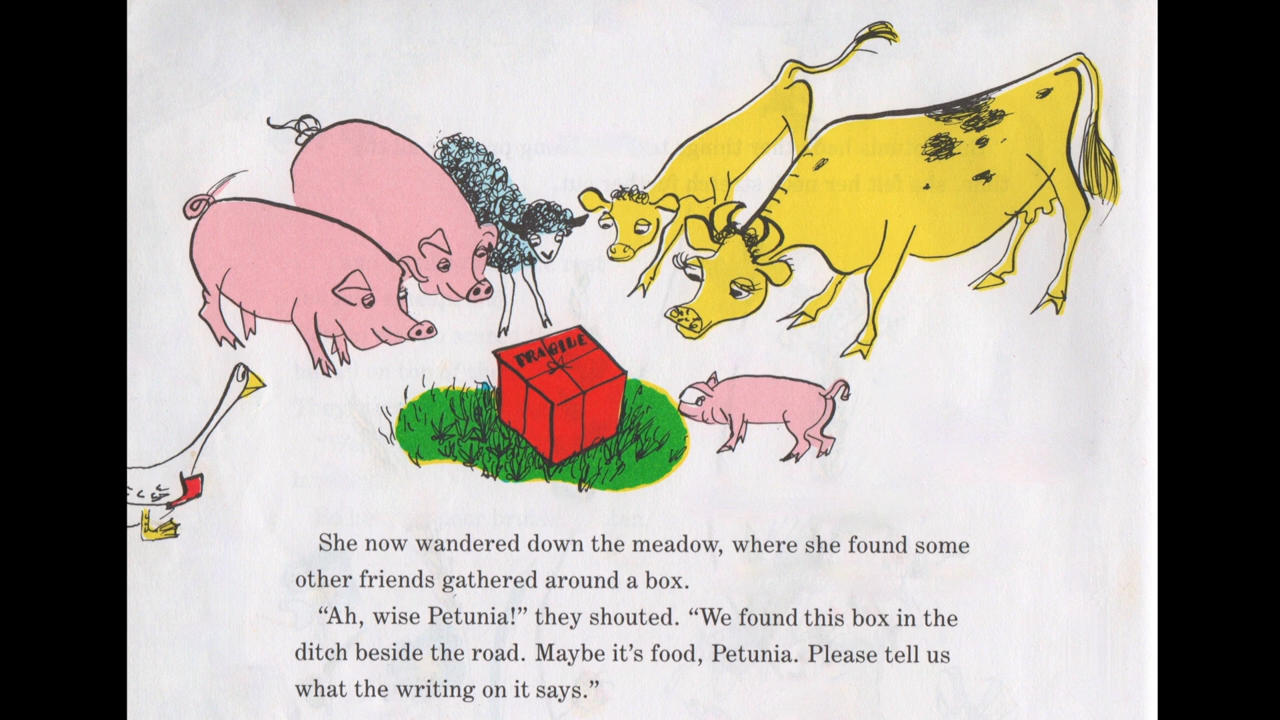 FRAGILE
She now wandered down the meadow, where she found some
other friends gathered around a box.
“Ah, wise Petunia!” they shouted. “We found this box in the
ditch beside the road. Maybe it’s food, Petunia. Please tell us
what the writing on it says.”